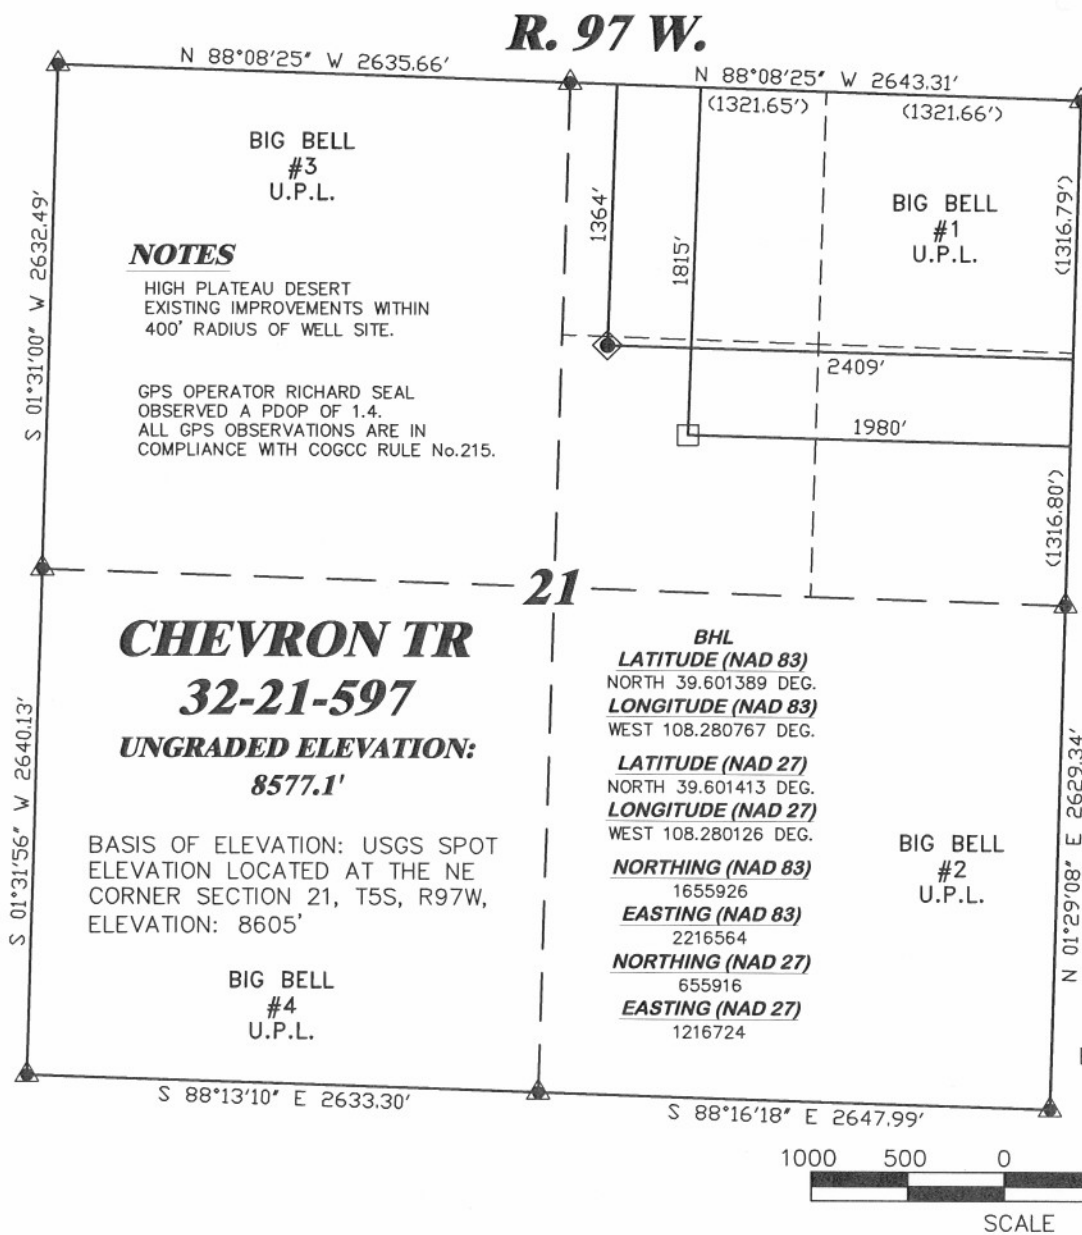 R. 97 W.
N 88°08'25" W 2635.66'
N 88°08'25" W 2643.31'
(1321.65')
(1321.66')
BIG BELL
#3
U.P.L.
BIG BELL
#1
U.P.L.
S 01°31'00" W 2632.49'
1364'
1815'
(1316.79')
NOTES
HIGH PLATEAU DESERT
EXISTING IMPROVEMENTS WITHIN
400' RADIUS OF WELL SITE.
GPS OPERATOR RICHARD SEAL
OBSERVED A PDOP OF 1.4.
ALL GPS OBSERVATIONS ARE IN
COMPLIANCE WITH COGCC RULE No.215.
2409'
1980'
(1316.80')
21
CHEVRON TR
32-21-597
UNGRADED ELEVATION:
8577.1'
BASIS OF ELEVATION: USGS SPOT
ELEVATION LOCATED AT THE NE
CORNER SECTION 21, T5S, R97W,
ELEVATION: 8605'
S 01°31'56" W 2640.13'
BIG BELL
#4
U.P.L.
BHL
LATITUDE (NAD 83)
NORTH 39.601389 DEG.
LONGITUDE (NAD 83)
WEST 108.280767 DEG.
LATITUDE (NAD 27)
NORTH 39.601413 DEG.
LONGITUDE (NAD 27)
WEST 108.280126 DEG.
NORTHING (NAD 83)
1655926
EASTING (NAD 83)
2216564
NORTHING (NAD 27)
655916
EASTING (NAD 27)
1216724
BIG BELL
#2
U.P.L.
N 01°29'08" E 2629.34'
S 88°13'10" E 2633.30'
S 88°16'18" E 2647.99'
1000 500 0
SCALE